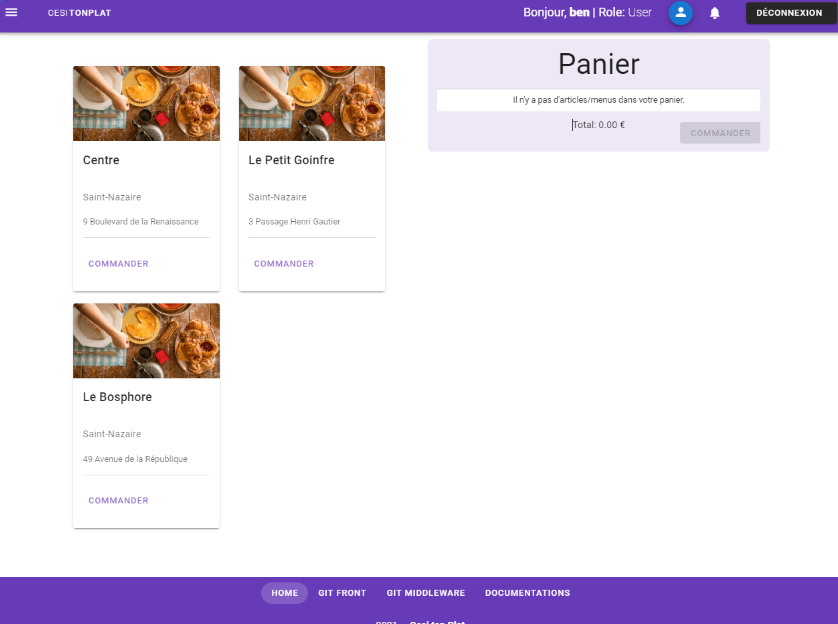 CESITONPLAT
Bonjour, ben | Role: User
DÉCONNEXION
Panier
Il n'y a pas d'articles/menus dans votre panier.
Total: 0.00 €
COMMANDER
Centre
Saint-Nazaire
9 Boulevard de la Renaissance
COMMANDER
Le Petit Goinfre
Saint-Nazaire
3 Passage Henri Gautier
COMMANDER
Le Bosphore
Saint-Nazaire
49 Avenue de la République
COMMANDER
HOME GIT FRONT GIT MIDDLEWARE DOCUMENTATIONS